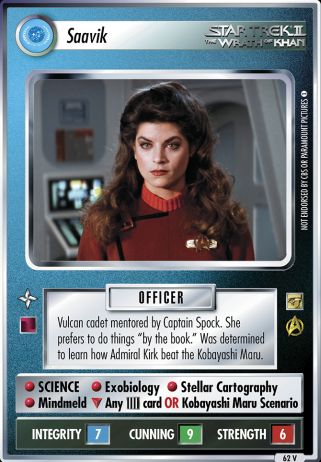 Saavik
STAR TREK II
THE WRATH OF KHAN
NOT ENDORSED BY CBS OR PARAMOUNT PICTURES
OFFICER
Vulcan cadet mentored by Captain Spock. She
prefers to do things "by the book." Was determined
to learn how Admiral Kirk beat the Kobayashi Maru.
SCIENCE Exobiology Stellar Cartography
Mindmeld Any card OR Kobayashi Maru Scenario
INTEGRITY 7 CUNNING 9 STRENGTH 6
62 V